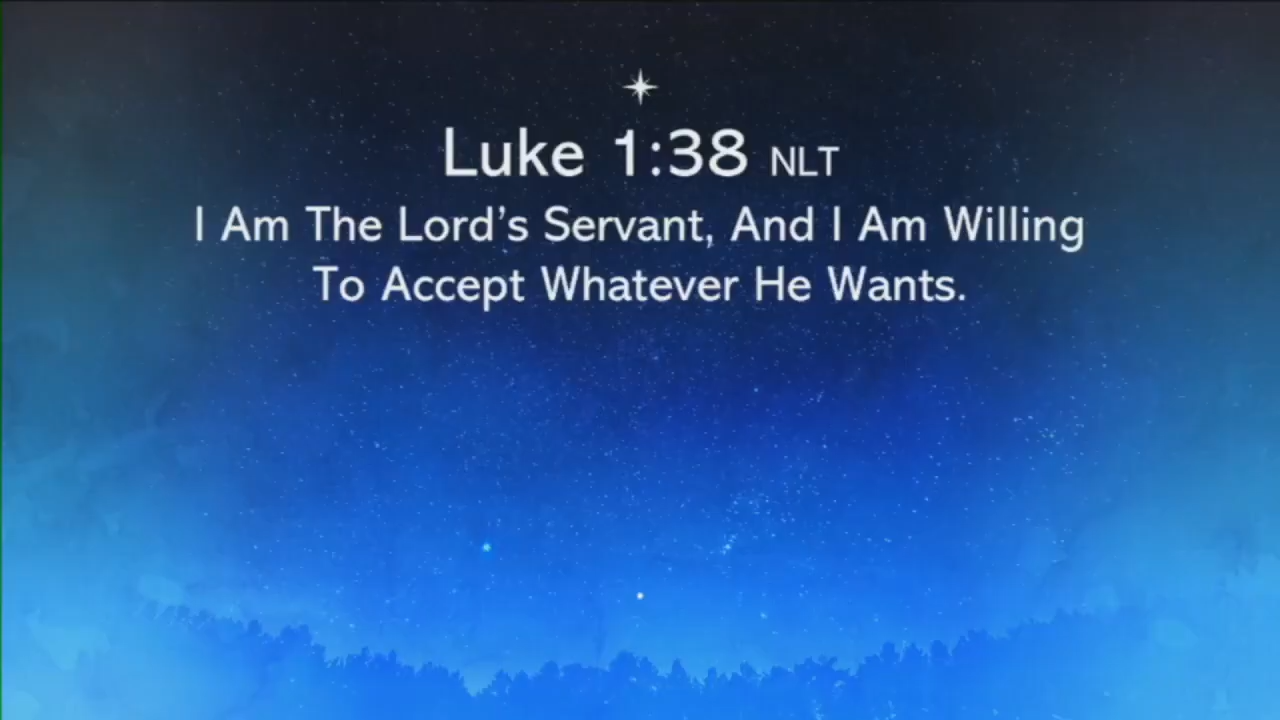 Luke 1:38 NLT
I Am The Lord’s Servant, And I Am Willing
To Accept Whatever He Wants.